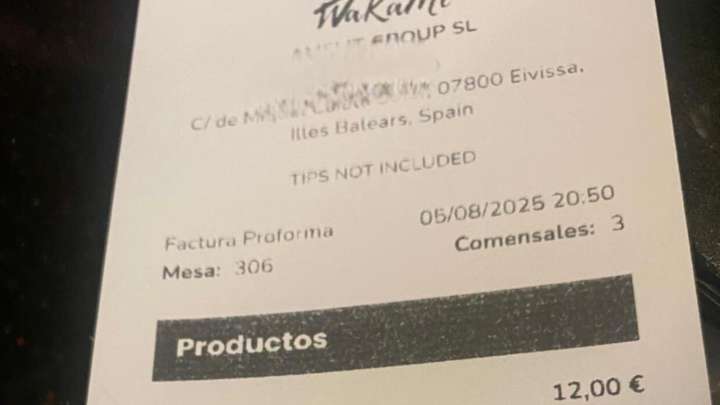 Wakame
GROUP SL
C/ de 07800 Eivissa,
Illes Balears, Spain
TIPS NOT INCLUDED
Factura Proforma 05/08/2025 20:50
Mesa: 306 Comensales: 3
Productos
12,00 €